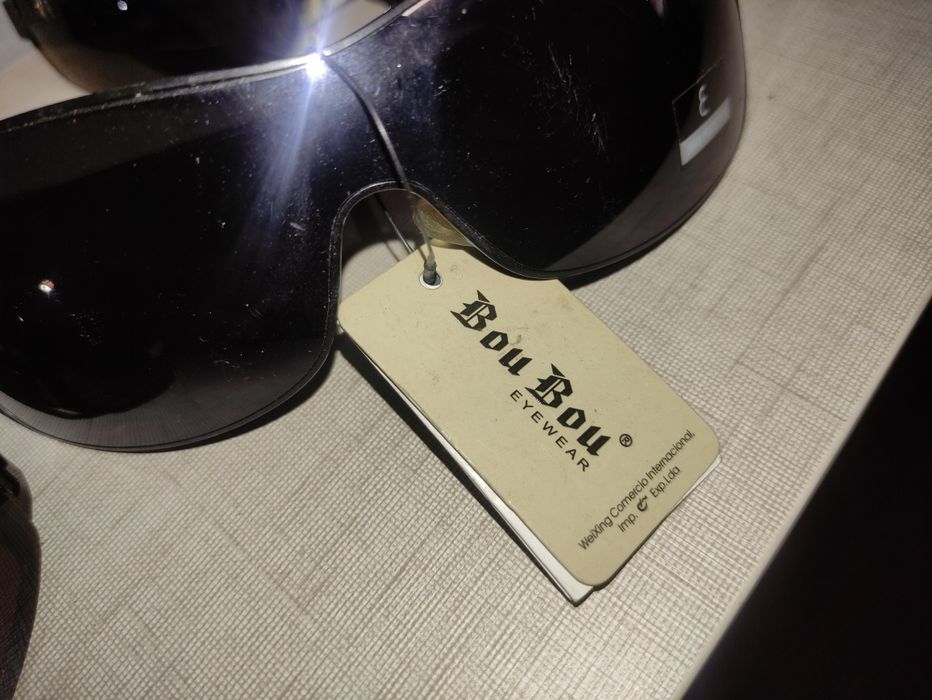 Bou Bou®
EYEWEAR
WeiXing Comercio Internacional,
Imp. & Exp.Lda